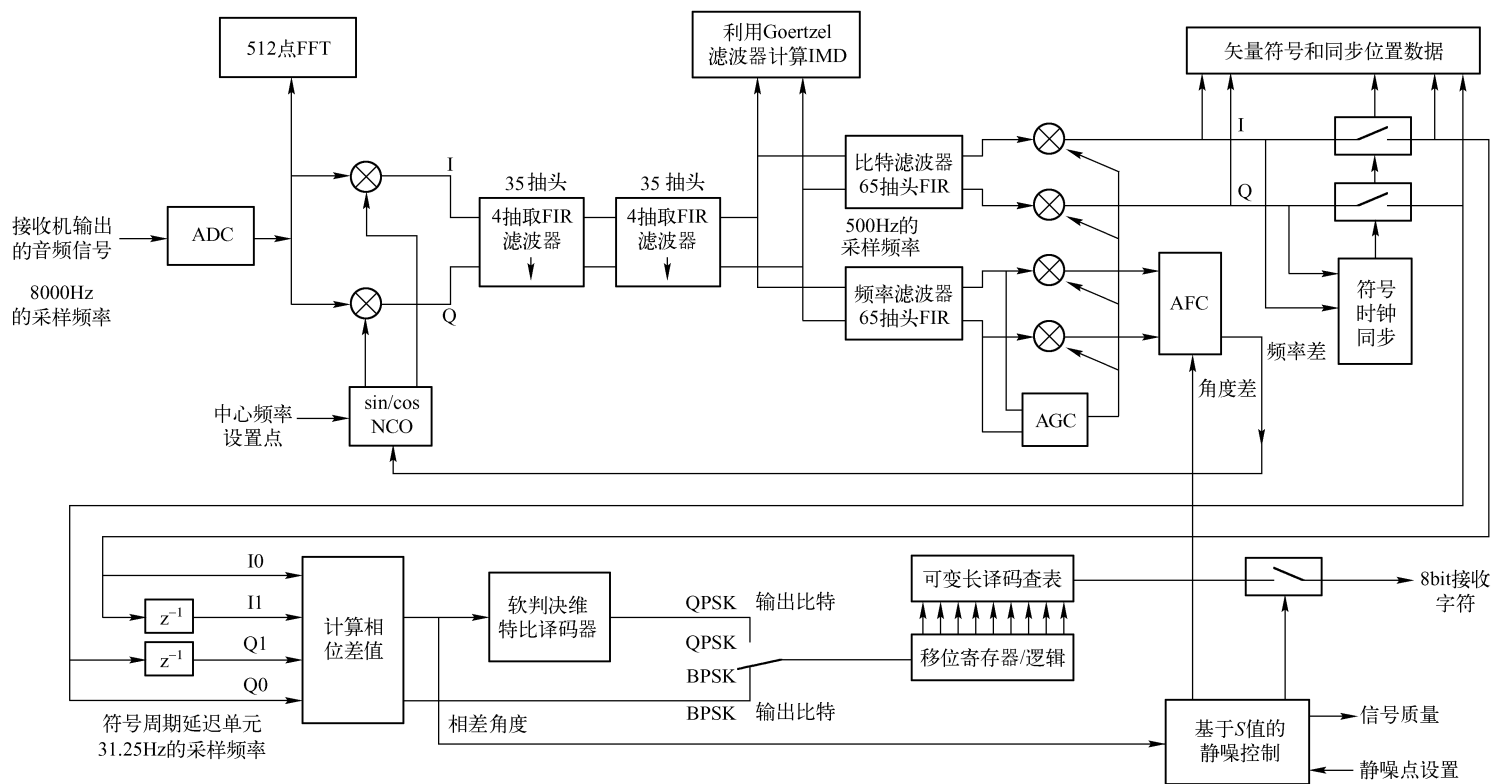 512点FFT
利用Goertzel
滤波器计算IMD
矢量符号和同步位置数据
接收机输出
的音频信号
8000Hz
的采样频率
ADC
I
Q
35抽头
4抽取FIR
滤波器
35抽头
4抽取FIR
滤波器
比特滤波器
65抽头FIR
500Hz的
采样频率
频率滤波器
65抽头FIR
I
Q
AFC
符号
时钟
同步
频率差
角度差
AGC
中心频率
设置点
sin/cos
NCO
I0
I1
Q1
Q0
z⁻¹
z⁻¹
计算相
位差值
软判决维
特比译码器
QPSK 输出比特
QPSK
BPSK
BPSK 输出比特
可变长译码查表
移位寄存器/逻辑
8bit接收
字符
符号周期延迟单元
31.25Hz的采样频率
相差角度
基于S值的
静噪控制
信号质量
静噪点设置